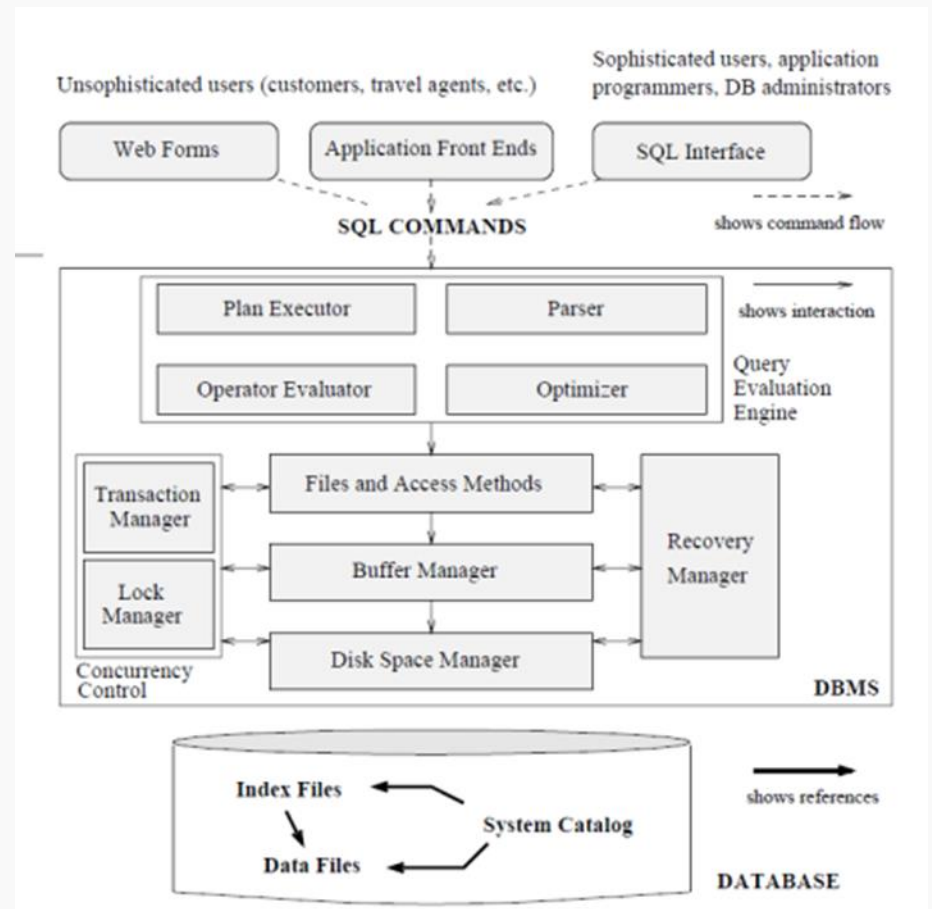 Unsophisticated users (customers, travel agents, etc.)
Sophisticated users, application
programmers, DB administrators
Web Forms
Application Front Ends
SQL Interface
SQL COMMANDS
shows command flow
Plan Executor
Parser
shows interaction
Operator Evaluator
Optimizer
Query
Evaluation
Engine
Transaction
Manager
Files and Access Methods
Recovery
Manager
Buffer Manager
Lock
Manager
Disk Space Manager
Concurrency
Control
DBMS
Index Files
shows references
System Catalog
Data Files
DATABASE